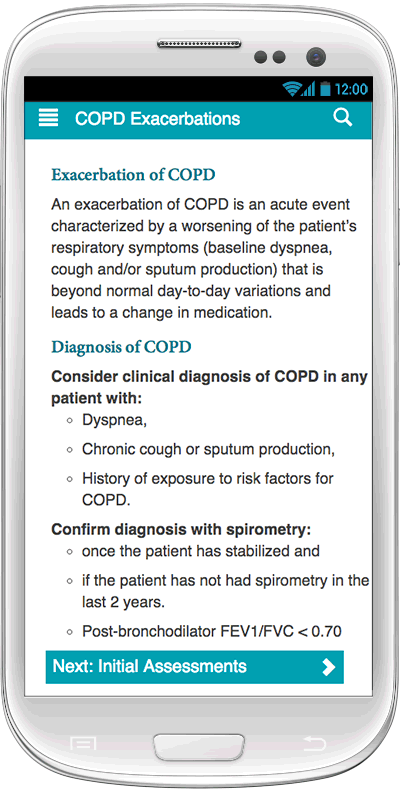 12:00
COPD Exacerbations
Exacerbation of COPD
An exacerbation of COPD is an acute event
characterized by a worsening of the patient's
respiratory symptoms (baseline dyspnea,
cough and/or sputum production) that is
beyond normal day-to-day variations and
leads to a change in medication.
Diagnosis of COPD
Consider clinical diagnosis of COPD in any
patient with:
Dyspnea,
Chronic cough or sputum production,
History of exposure to risk factors for
COPD.
Confirm diagnosis with spirometry:
once the patient has stabilized and
if the patient has not had spirometry in the
last 2 years.
Post-bronchodilator FEV1/FVC < 0.70
Next: Initial Assessments